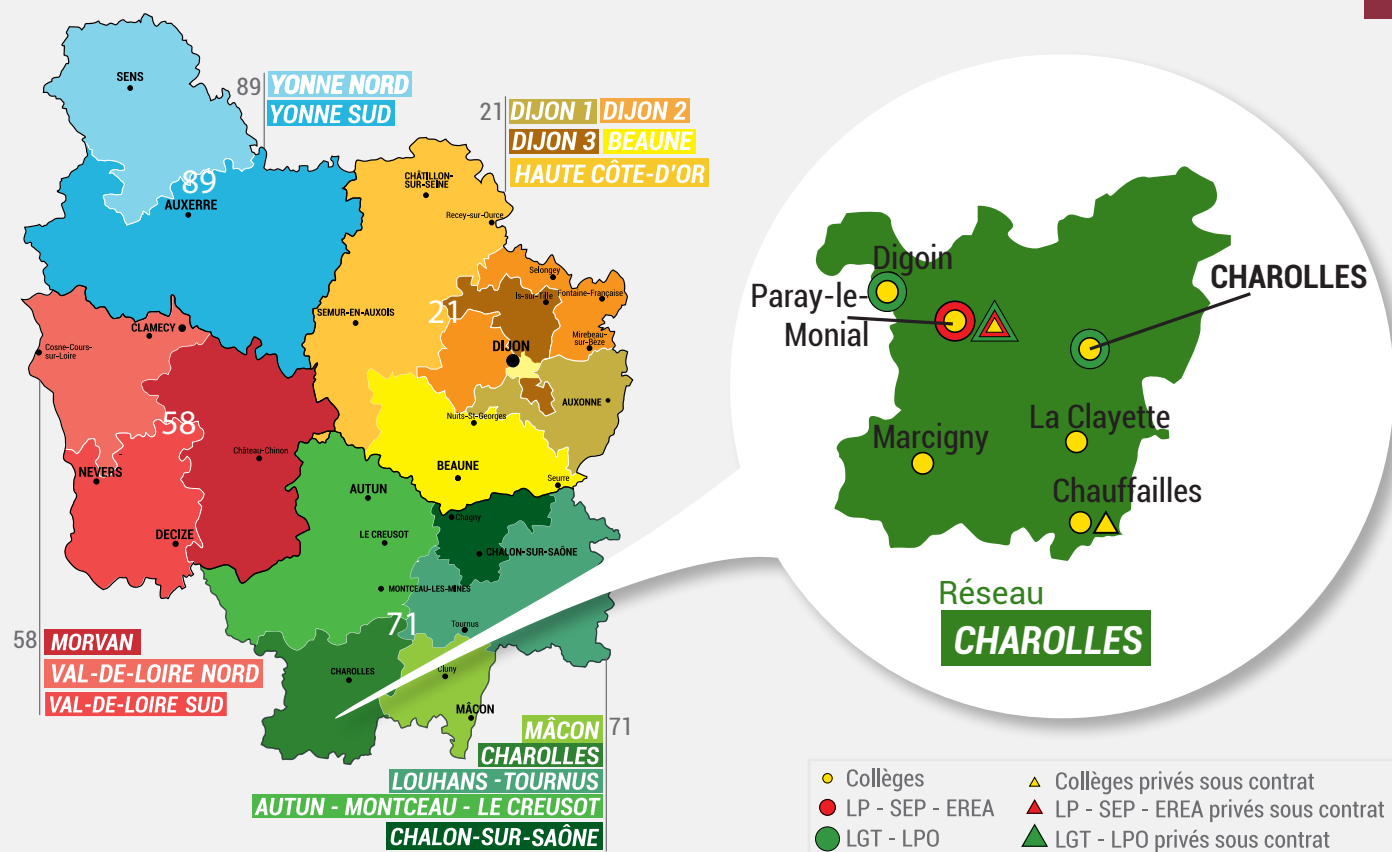 SENS
89
YONNE NORD
YONNE SUD
89
AUXERRE
21
DIJON 1 DIJON 2
DIJON 3 BEAUNE
HAUTE CÔTE-D'OR
CHÂTILLON-
SUR-SEINE
Recey-sur-Ource
Selongey
Is-sur-Tille
Fontaine-Française
SEMUR-EN-AUXOIS
21
Mirebeau-
sur-Bèze
DIJON
CLAMECY
Cosne-Cours-
sur-Loire
AUXONNE
58
Nuits-St-Georges
Château-Chinon
NEVERS
BEAUNE
Seurre
AUTUN
Chagny
DECIZE
LE CREUSOT
CHALON-SUR-SAÔNE
MONTCEAU-LES-MINES
71
Tournus
CHAROLLES
Cluny
MÂCON
58
MORVAN
VAL-DE-LOIRE NORD
VAL-DE-LOIRE SUD
71
MÂCON
CHAROLLES
LOUHANS - TOURNUS
AUTUN - MONTCEAU - LE CREUSOT
CHALON-SUR-SAÔNE
Digoin
CHAROLLES
Paray-le-
Monial
La Clayette
Marcigny
Chauffailles
Réseau
CHAROLLES
Collèges
LP - SEP - EREA
LGT - LPO
Collèges privés sous contrat
LP - SEP - EREA privés sous contrat
LGT - LPO privés sous contrat